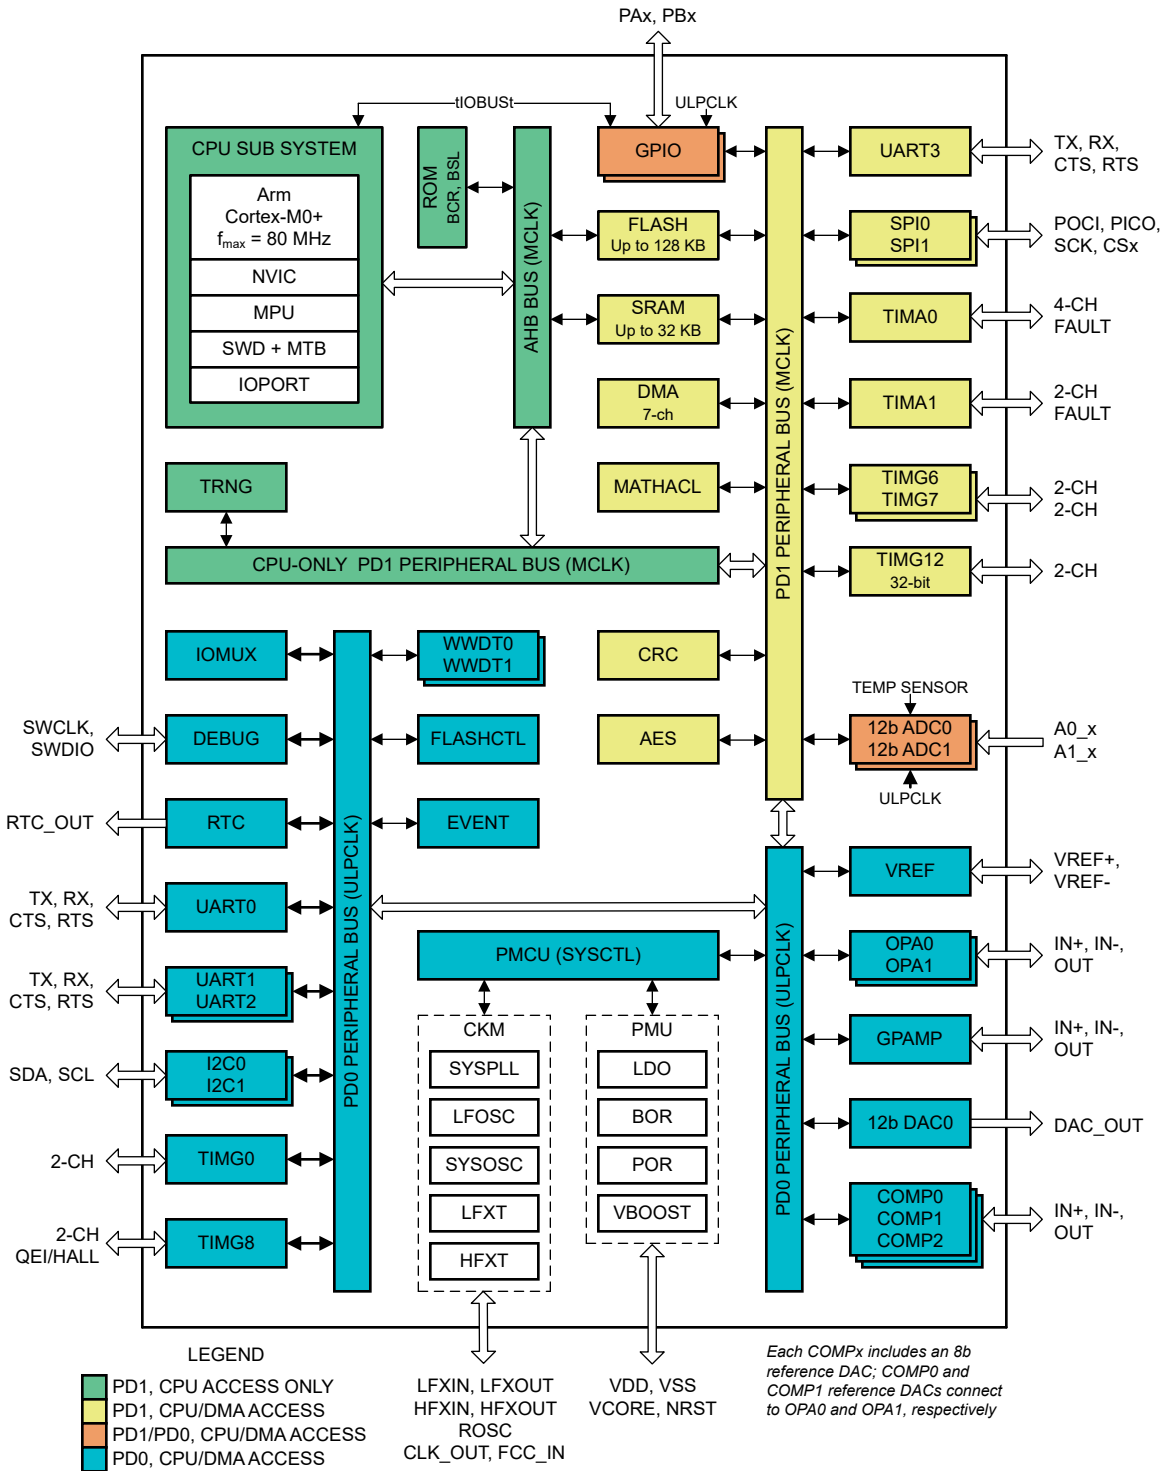 PAx, PBx
tIOBUSt
ULPCLK
CPU SUB SYSTEM
Arm
Cortex-M0+
fmax = 80 MHz
NVIC
MPU
SWD + MTB
IOPORT
ROM
BCR, BSL
AHB BUS (MCLK)
GPIO
FLASH
Up to 128 KB
SRAM
Up to 32 KB
DMA
7-ch
MATHACL
PD1 PERIPHERAL BUS (MCLK)
UART3
TX, RX,
CTS, RTS
SPI0
SPI1
POCI, PICO,
SCK, CSx
TIMA0
4-CH
FAULT
TIMA1
2-CH
FAULT
TIMG6
TIMG7
2-CH
2-CH
TIMG12
32-bit
2-CH
TRNG
CPU-ONLY PD1 PERIPHERAL BUS (MCLK)
CRC
AES
TEMP SENSOR
12b ADC0
12b ADC1
ULPCLK
A0_x
A1_x
IOMUX
WWDT0
WWDT1
SWCLK,
SWDIO
DEBUG
FLASHCTL
RTC_OUT
RTC
EVENT
PD0 PERIPHERAL BUS (ULPCLK)
TX, RX,
CTS, RTS
UART0
TX, RX,
CTS, RTS
UART1
UART2
SDA, SCL
I2C0
I2C1
2-CH
TIMG0
2-CH
QEI/HALL
TIMG8
PMCU (SYSCTL)
CKM
SYSPLL
LFOSC
SYSOSC
LFXT
HFXT
PMU
LDO
BOR
POR
VBOOST
PD0 PERIPHERAL BUS (ULPCLK)
VREF
VREF+,
VREF-
OPA0
OPA1
IN+, IN-,
OUT
GPAMP
IN+, IN-,
OUT
12b DAC0
DAC_OUT
COMP0
COMP1
COMP2
IN+, IN-,
OUT
LEGEND
PD1, CPU ACCESS ONLY
PD1, CPU/DMA ACCESS
PD1/PD0, CPU/DMA ACCESS
PD0, CPU/DMA ACCESS
LFXIN, LFXOUT
HFXIN, HFXOUT
ROSC
CLK_OUT, FCC_IN
VDD, VSS
VCORE, NRST
Each COMPx includes an 8b
reference DAC; COMP0 and
COMP1 reference DACs connect
to OPA0 and OPA1, respectively